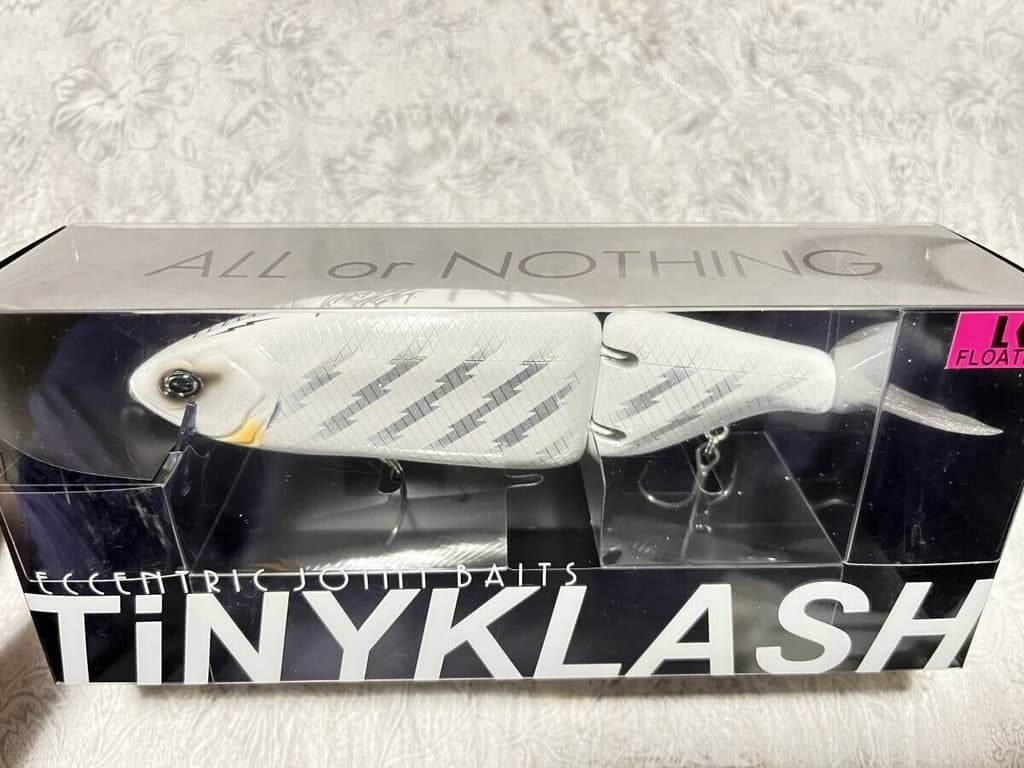 ALL or NOTHING
FLOAT
ECCENTRIC JOINT BAITS
TiNYKLASH